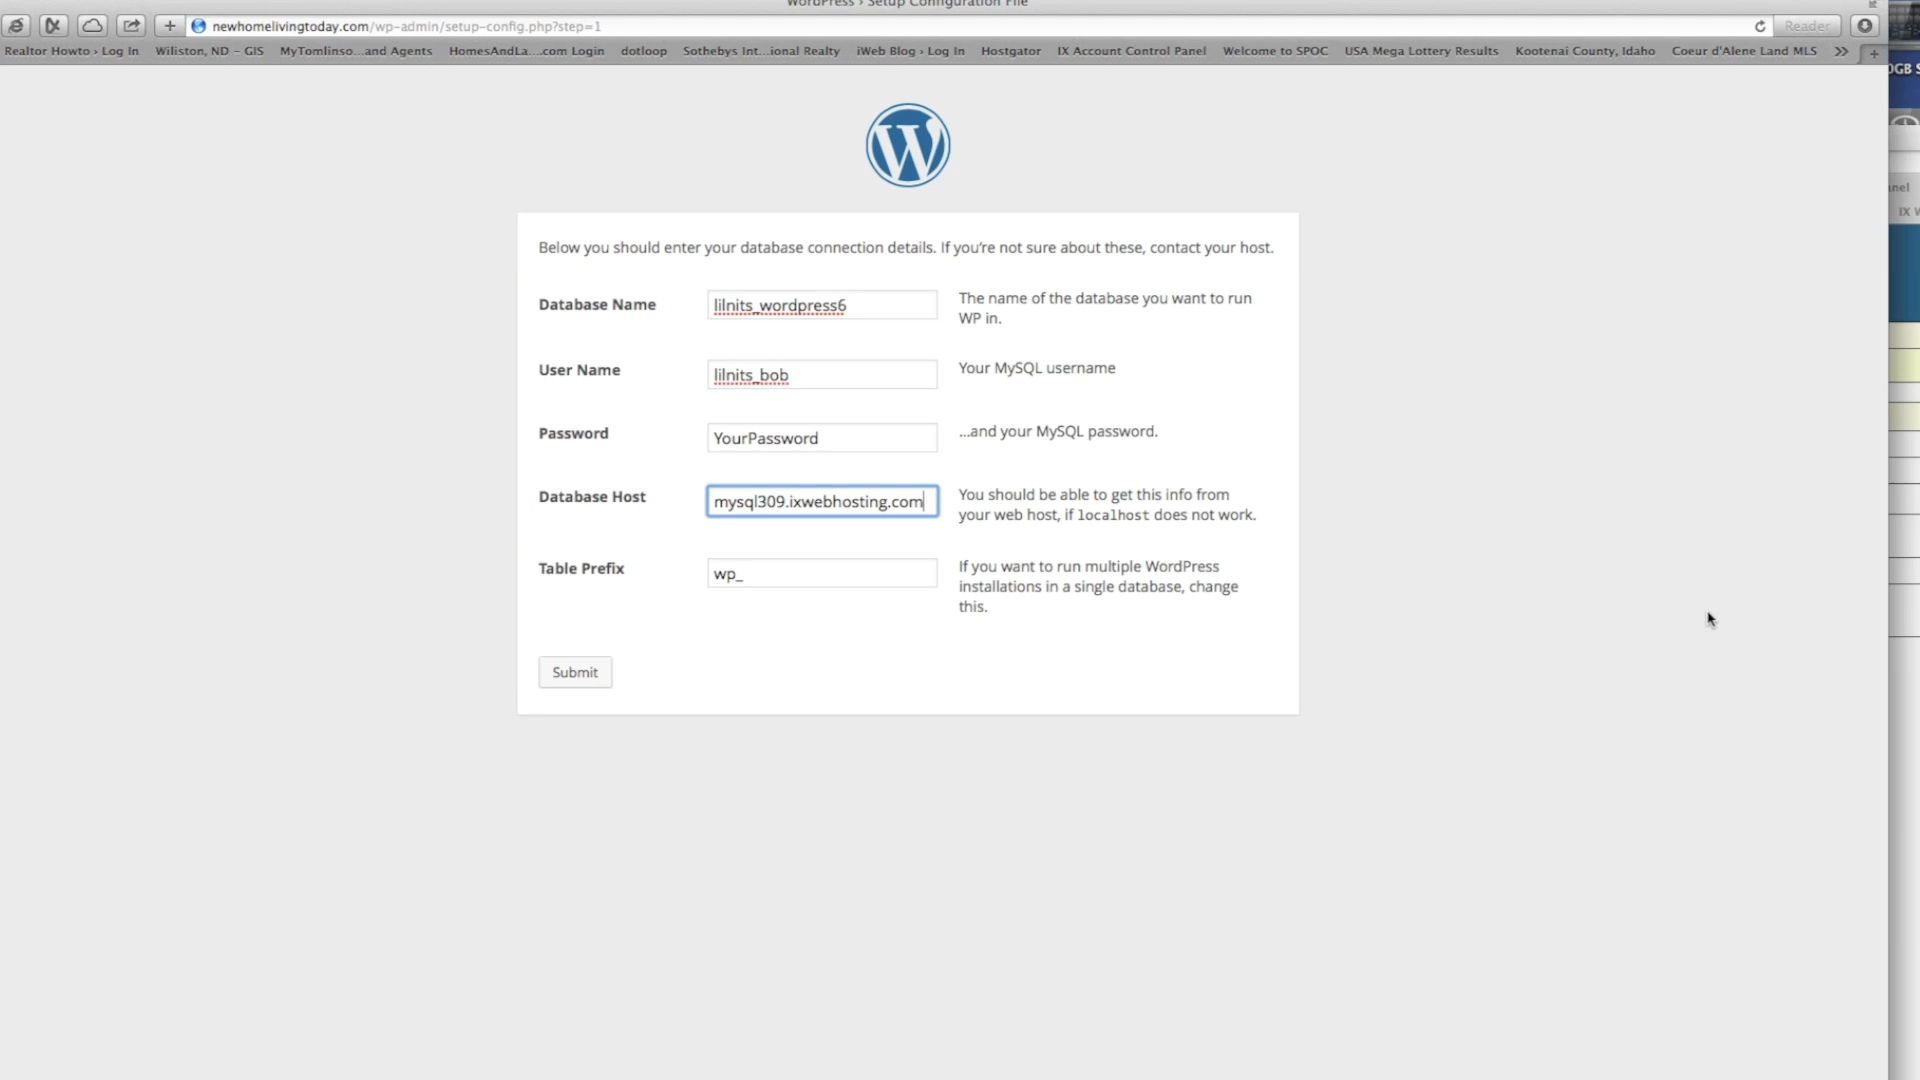 WordPress › Setup Configuration File
newhomelivingtoday.com/wp-admin/setup-config.php?step=1
Reader
Realtor Howto › Log In Wiliston, ND – GIS MyTomlinso...and Agents HomesAndLa....com Login dotloop Sothebys Int...ional Realty iWeb Blog › Log In Hostgator IX Account Control Panel Welcome to SPOC USA Mega Lottery Results Kootenai County, Idaho Coeur d'Alene Land MLS
Below you should enter your database connection details. If you're not sure about these, contact your host.
Database Name
lilnits_wordpress6
The name of the database you want to run
WP in.
User Name
lilnits_bob
Your MySQL username
Password
YourPassword
...and your MySQL password.
Database Host
mysql309.ixwebhosting.com
You should be able to get this info from
your web host, if localhost does not work.
Table Prefix
wp_
If you want to run multiple WordPress
installations in a single database, change
this.
Submit